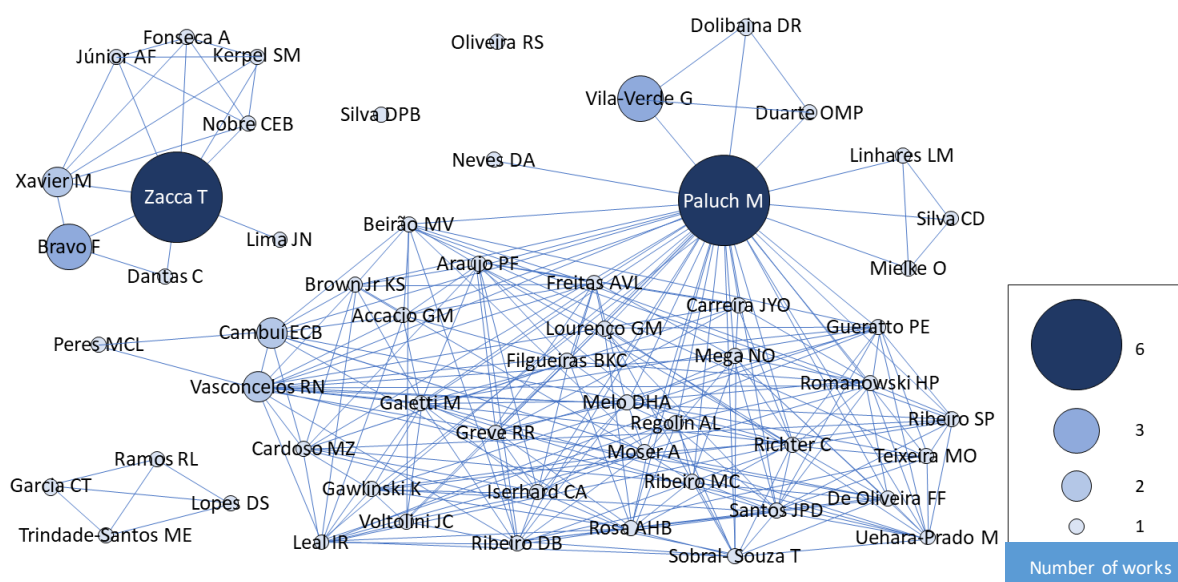 Fonseca A
Júnior AF
Kerpel SM
Nobre CEB
Xavier M
Zacca T
Bravo F
Lima JN
Dantas C
Oliveira RS
Silva DPB
Dolibaina DR
Vila-Verde G
Duarte OMP
Neves DA
Linhares LM
Paluch M
Silva CD
Mielke O
Beirão MV
Araujo PF
Brown Jr KS
Freitas AVL
Accacio GM
Carreira JYO
Lourenço GM
Gueratto PE
Cambuí ECB
Peres MCL
Filgueiras BKC
Mega NO
Vasconcelos RN
Romanowski HP
Galetti M
Melo DHA
Regolin AL
Ribeiro SP
Greve RR
Cardoso MZ
Moser A
Richter C
Teixeira MO
Ramos RL
Garcia CT
Lopes DS
Trindade-Santos ME
Gawlinski K
Iserhard CA
Ribeiro MC
De Oliveira FF
Voltolini JC
Santos JPD
Leal IR
Ribeiro DB
Rosa AHB
Sobral- Souza T
Uehara-Prado M
6
3
2
1
Number of works